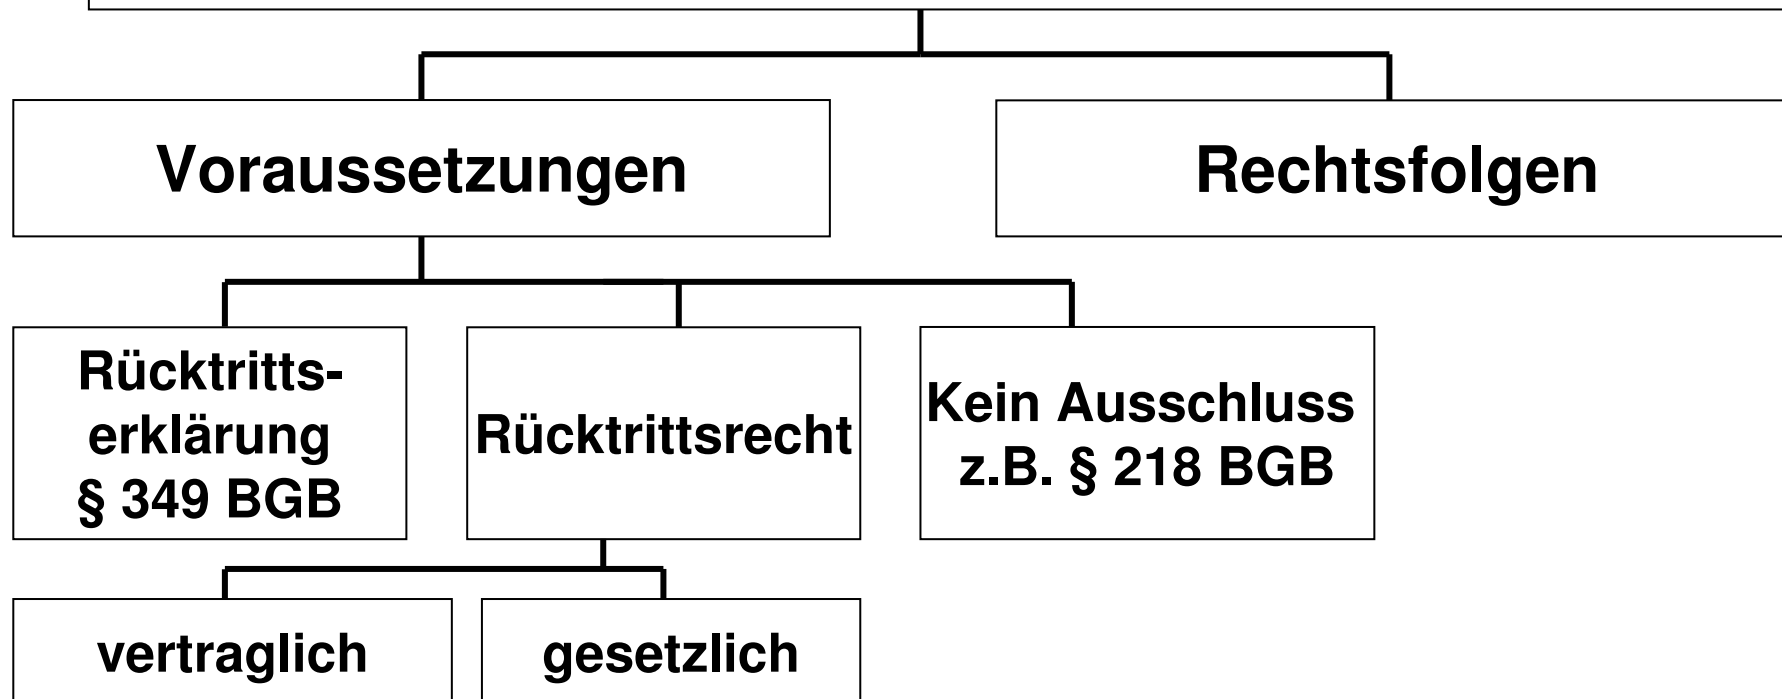 Voraussetzungen
Rechtsfolgen
Rücktritts-
erklärung
§ 349 BGB
Rücktrittsrecht
Kein Ausschluss
z.B. § 218 BGB
vertraglich
gesetzlich